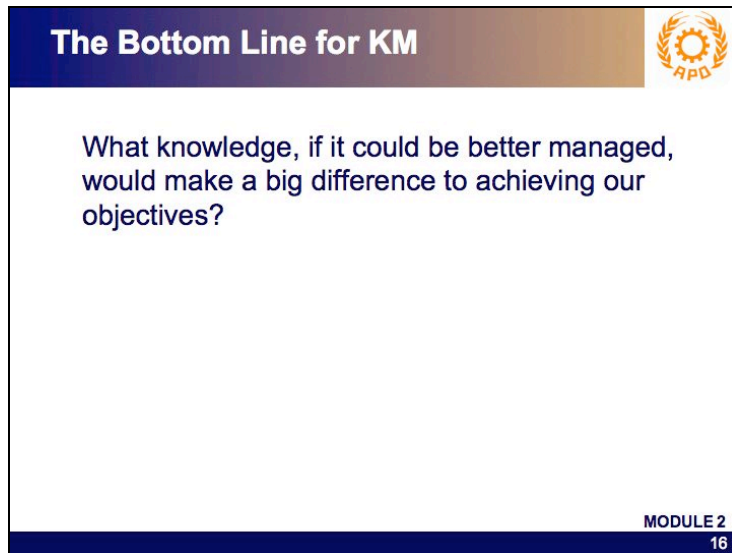 The Bottom Line for KM
APO
What knowledge, if it could be better managed,
would make a big difference to achieving our
objectives?
MODULE 2
16